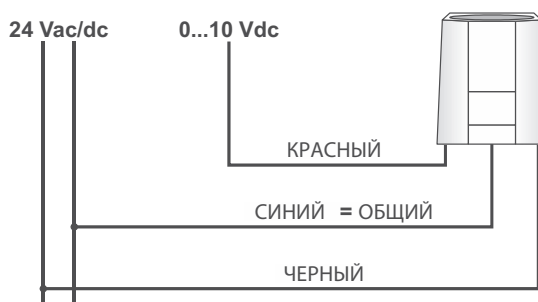 24 Vac/dc 0...10 Vdc
КРАСНЫЙ
СИНИЙ = ОБЩИЙ
ЧЕРНЫЙ